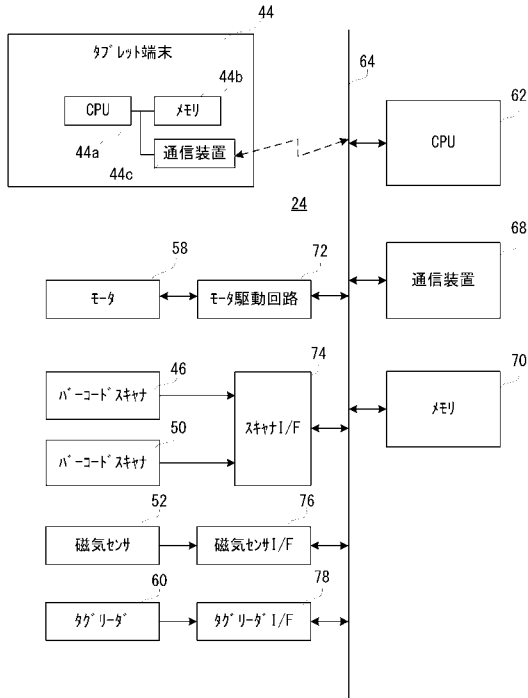 44
ﾀﾌﾞﾚｯﾄ端末
44b
CPU
ﾒﾓﾘ
44a
通信装置
44c
64
62
CPU
24
68
通信装置
58
72
ﾓｰﾀ
ﾓｰﾀ駆動回路
70
ﾒﾓﾘ
46
74
ﾊﾞｰｺｰﾄﾞｽｷｬﾅ
ｽｷｬﾅI/F
50
ﾊﾞｰｺｰﾄﾞｽｷｬﾅ
52
76
磁気ｾﾝｻ
磁気ｾﾝｻI/F
60
78
ﾀｸﾞﾘｰﾀﾞ
ﾀｸﾞﾘｰﾀﾞI/F